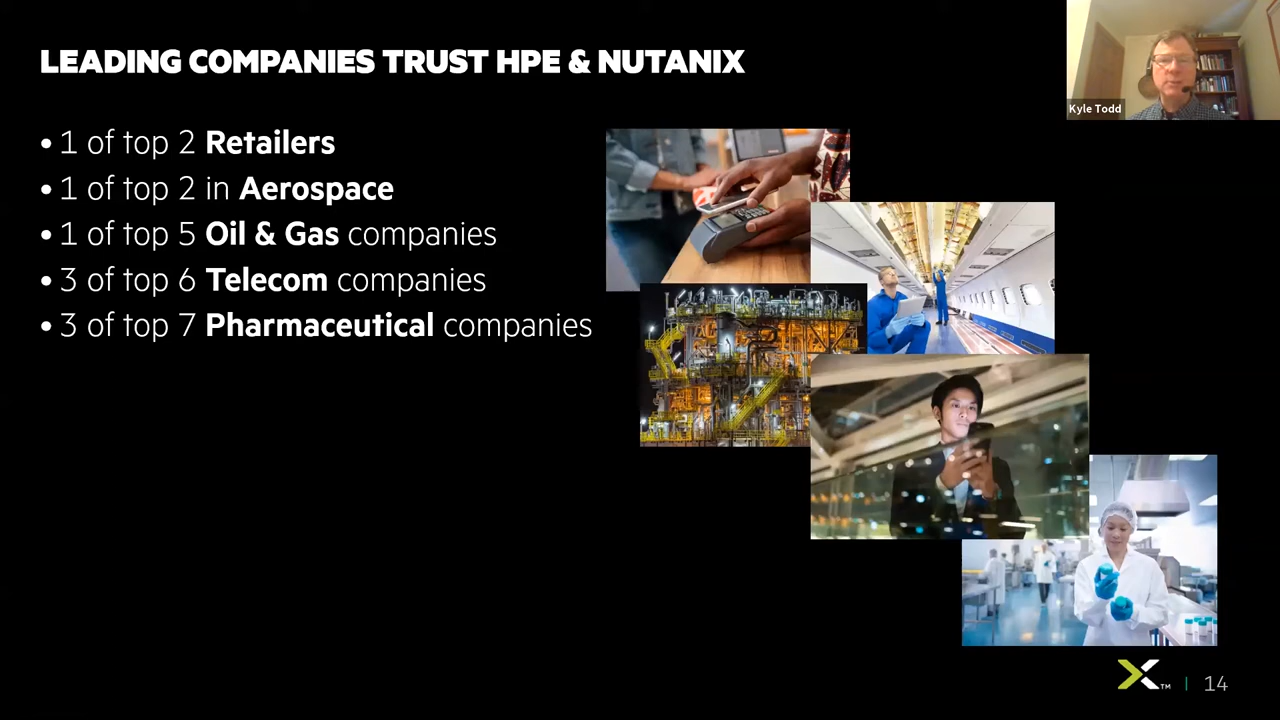 LEADING COMPANIES TRUST HPE & NUTANIX
Kyle Todd
• 1 of top 2 Retailers
• 1 of top 2 in Aerospace
• 1 of top 5 Oil & Gas companies
• 3 of top 6 Telecom companies
• 3 of top 7 Pharmaceutical companies
TM | 14